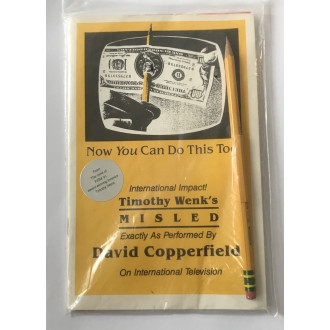 Now You Can Do This Too
International Impact!
Timothy Wenk's
MISLED
Exactly As Performed By
David Copperfield
On International Television